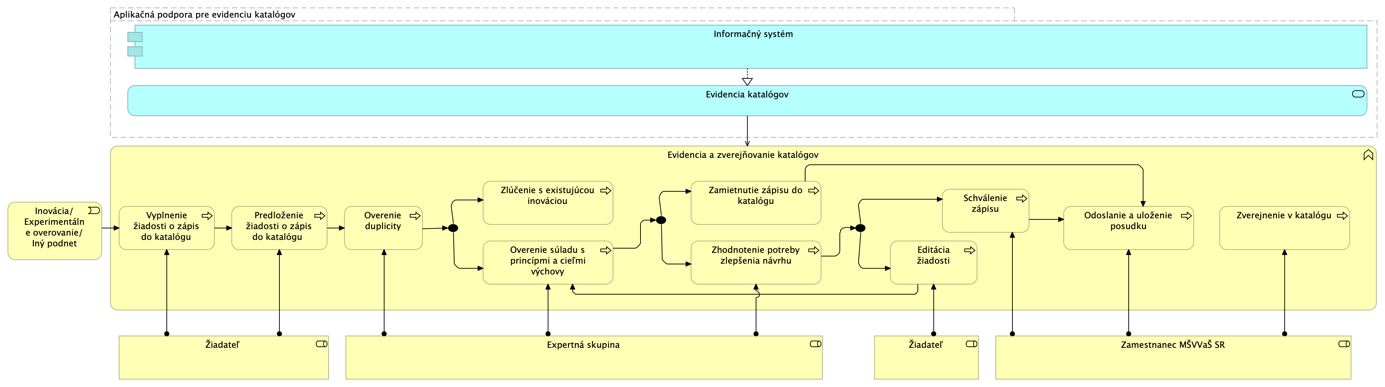 Aplikačná podpora pre evidenciu katalógov
Informačný systém
Evidencia katalógov
Evidencia a zverejňovanie katalógov
Inovácia/
Experimentáln
e overovanie/
Iný podnet
Vyplnenie
žiadosti o zápis
do katalógu
Predloženie
žiadosti o zápis
do katalógu
Overenie
duplicity
Zlúčenie s existujúcou
inováciou
Overenie súladu s
princípmi a cieľmi
výchovy
Zamietnutie zápisu do
katalógu
Zhodnotenie potreby
zlepšenia návrhu
Schválenie
zápisu
Editácia
žiadosti
Odoslanie a uloženie
posudku
Zverejnenie v katalógu
Žiadateľ
Expertná skupina
Žiadateľ
Zamestnanec MŠVVaŠ SR